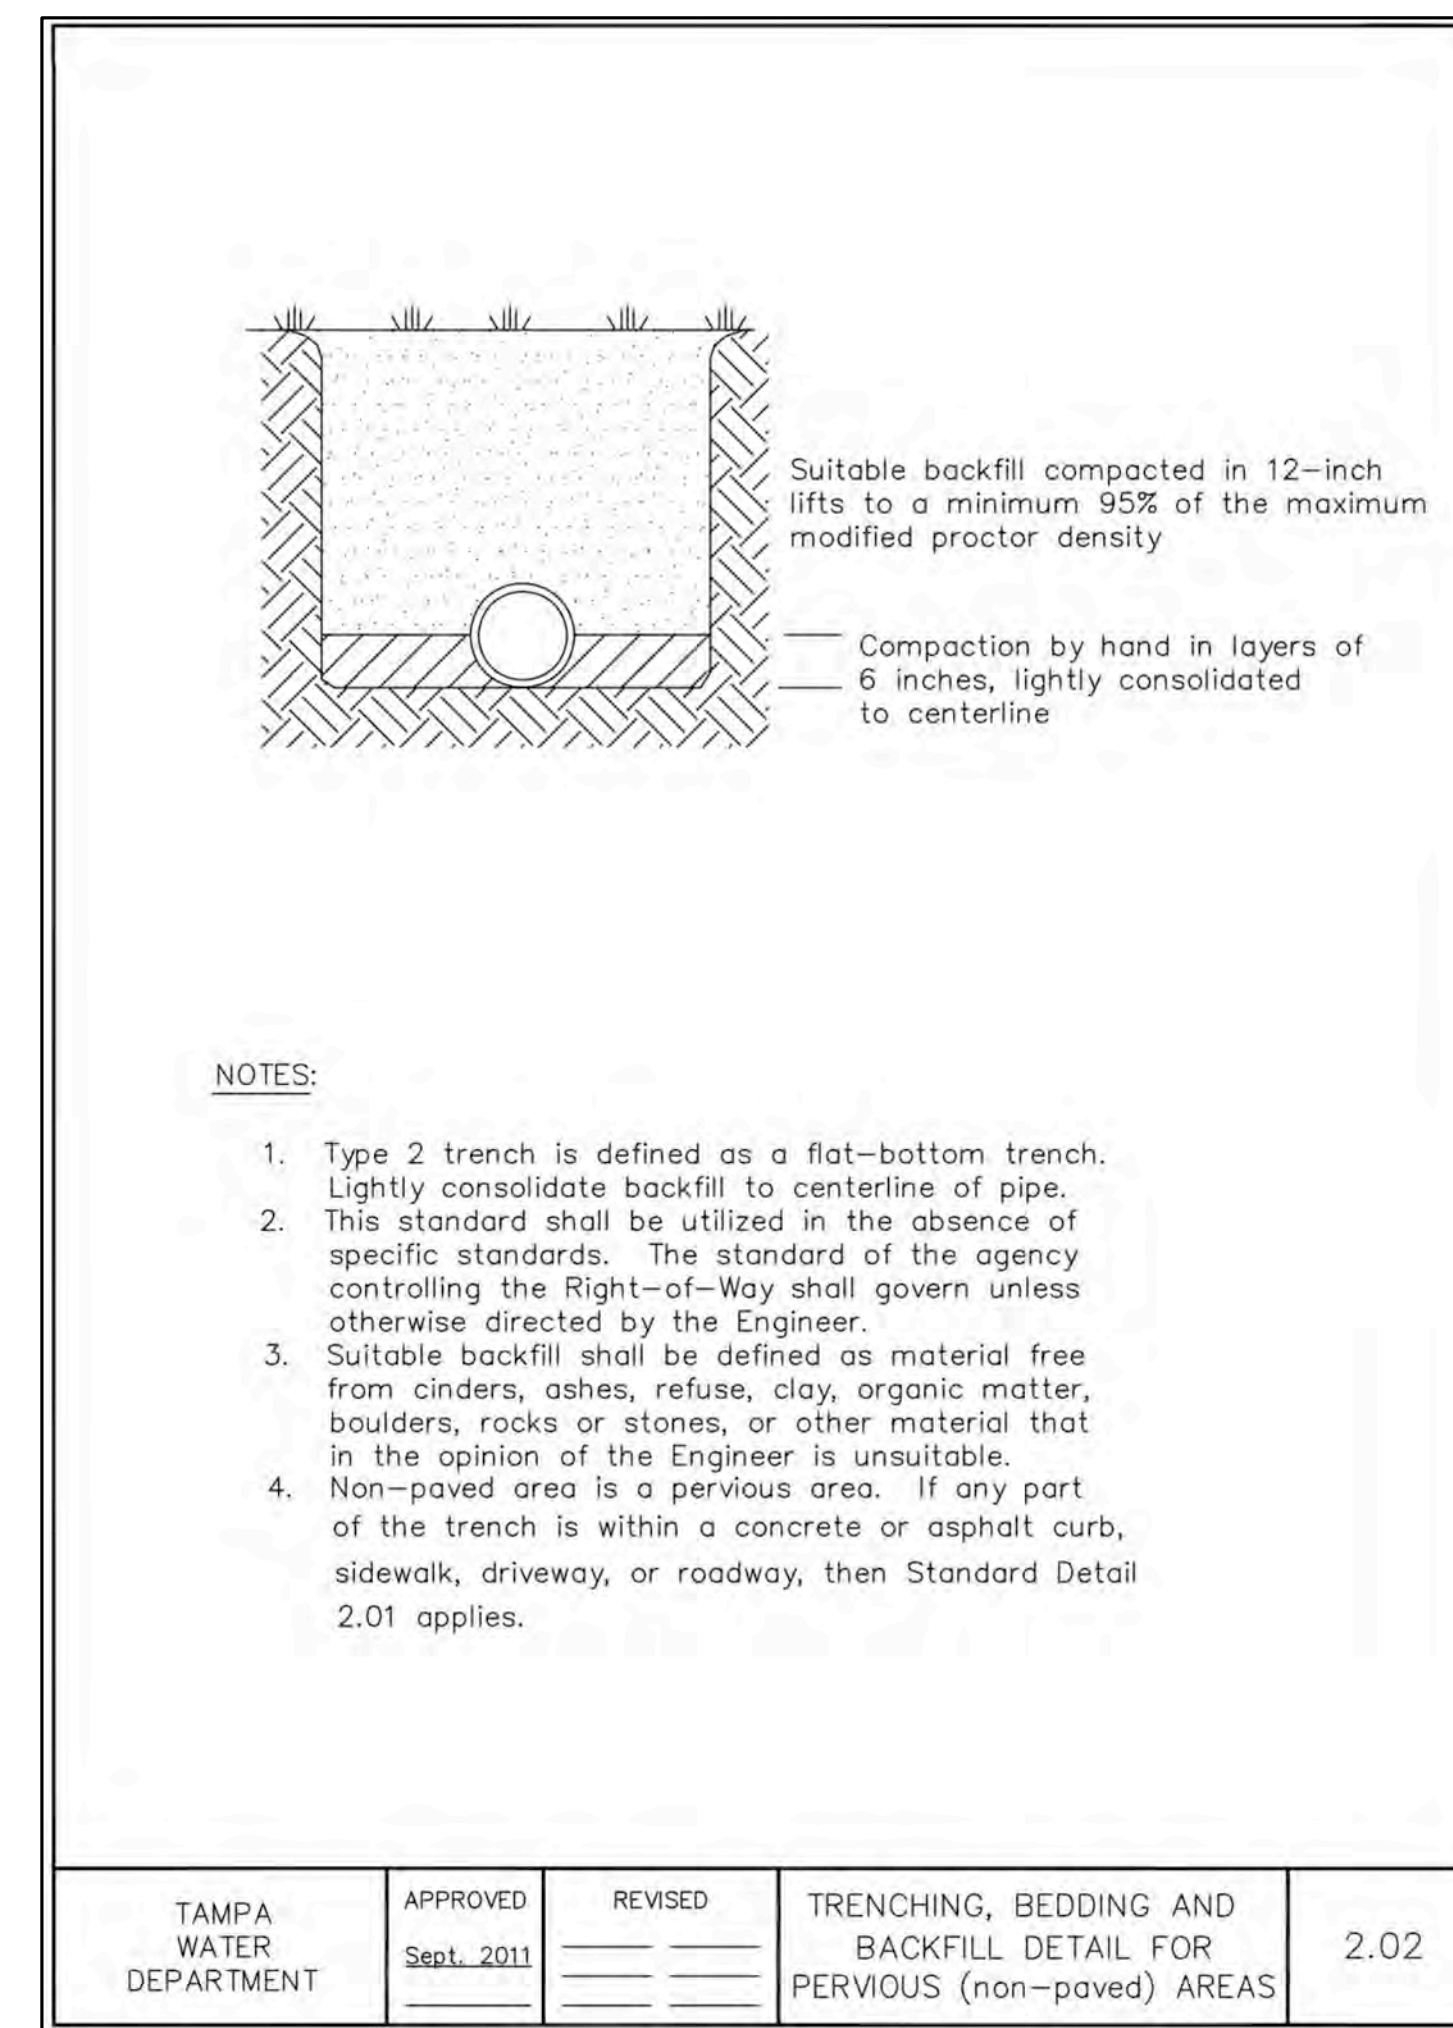 Suitable backfill compacted in 12-inch
lifts to a minimum 95% of the maximum
modified proctor density
Compaction by hand in layers of
6 inches, lightly consolidated
to centerline
NOTES:
1. Type 2 trench is defined as a flat-bottom trench.
Lightly consolidate backfill to centerline of pipe.
2. This standard shall be utilized in the absence of
specific standards. The standard of the agency
controlling the Right-of-Way shall govern unless
otherwise directed by the Engineer.
3. Suitable backfill shall be defined as material free
from cinders, ashes, refuse, clay, organic matter,
boulders, rocks or stones, or other material that
in the opinion of the Engineer is unsuitable.
4. Non-paved area is a pervious area. If any part
of the trench is within a concrete or asphalt curb,
sidewalk, driveway, or roadway, then Standard Detail
2.01 applies.
TAMPA
WATER
DEPARTMENT
APPROVED
Sept. 2011
REVISED
TRENCHING, BEDDING AND
BACKFILL DETAIL FOR
PERVIOUS (non-paved) AREAS
2.02